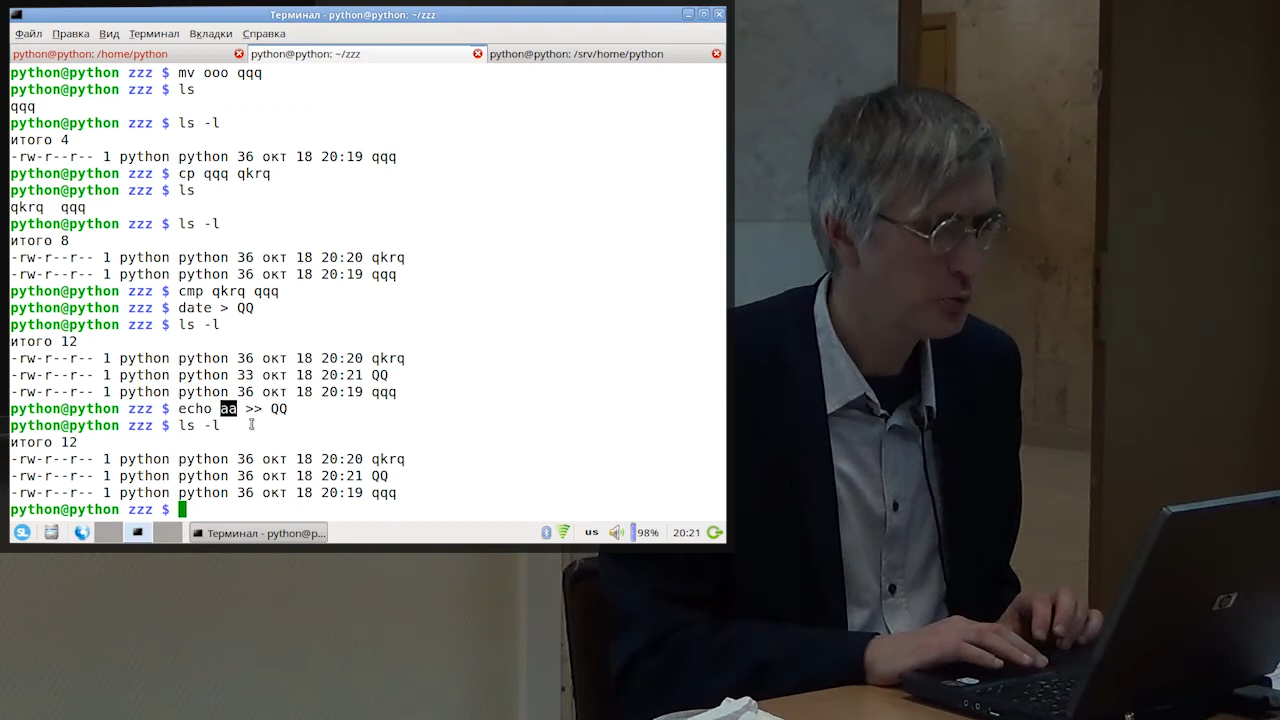 Терминал - python@python: ~/zzz
Файл Правка Вид Терминал Вкладки Справка
python@python: /home/python python@python: ~/zzz python@python: /srv/home/python
python@python zzz $ mv ooo qqq
python@python zzz $ ls
qqq
python@python zzz $ ls -l
итого 4
-rw-r--r-- 1 python python 36 окт 18 20:19 qqq
python@python zzz $ cp qqq qkrq
python@python zzz $ ls
qkrq  qqq
python@python zzz $ ls -l
итого 8
-rw-r--r-- 1 python python 36 окт 18 20:20 qkrq
-rw-r--r-- 1 python python 36 окт 18 20:19 qqq
python@python zzz $ cmp qkrq qqq
python@python zzz $ date > QQ
python@python zzz $ ls -l
итого 12
-rw-r--r-- 1 python python 36 окт 18 20:20 qkrq
-rw-r--r-- 1 python python 33 окт 18 20:21 QQ
-rw-r--r-- 1 python python 36 окт 18 20:19 qqq
python@python zzz $ echo aa >> QQ
python@python zzz $ ls -l
итого 12
-rw-r--r-- 1 python python 36 окт 18 20:20 qkrq
-rw-r--r-- 1 python python 36 окт 18 20:21 QQ
-rw-r--r-- 1 python python 36 окт 18 20:19 qqq
python@python zzz $
SL Терминал - python@p... us 98% 20:21
hp